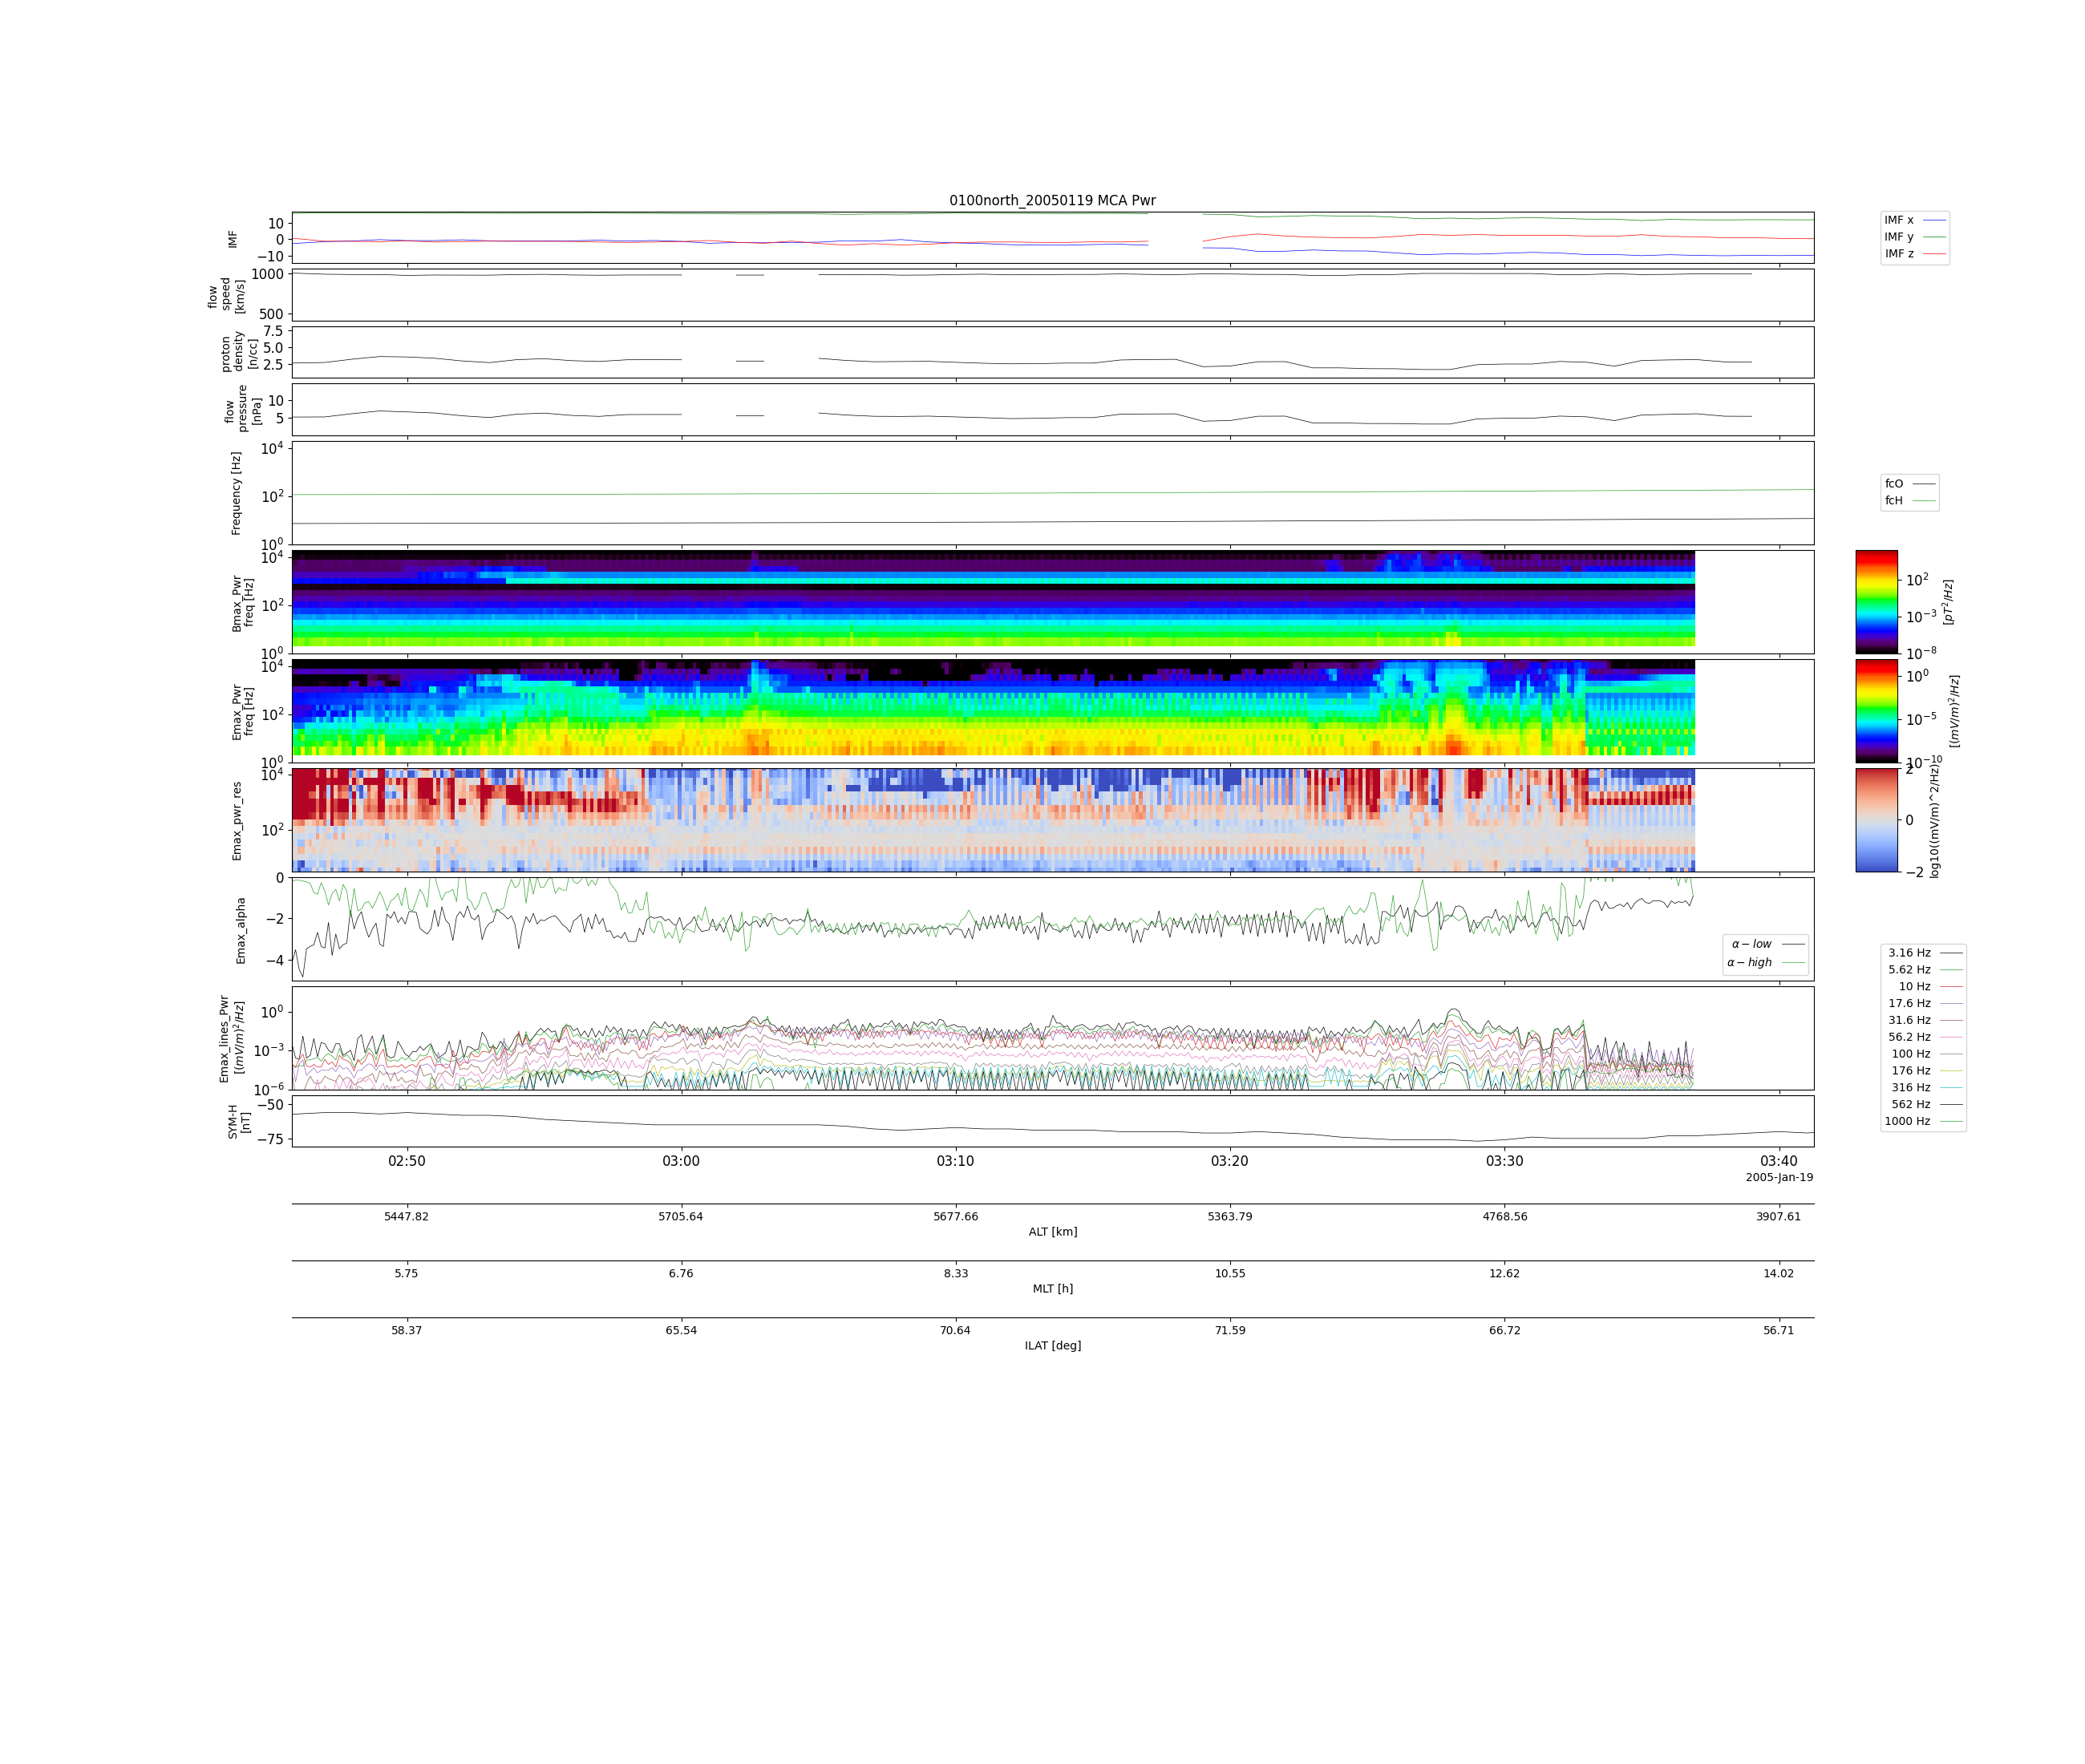 0100north_20050119 MCA Pwr
IMF
10
0
−10
IMF x
IMF y
IMF z
flow
speed
[km/s]
1000
500
proton
density
[n/cc]
7.5
5.0
2.5
flow
pressure
[nPa]
10
5
Frequency [Hz]
10^4
10^2
10^0
fcO
fcH
Bmax_Pwr
freq [Hz]
10^4
10^2
10^0
10^2
10^−3
10^−8
[pT^2/Hz]
Emax_Pwr
freq [Hz]
10^4
10^2
10^0
10^0
10^−5
10^−10
[(mV/m)^2/Hz]
Emax_pwr_res
10^4
10^2
2
0
−2
log10((mV/m)^2/Hz)
Emax_alpha
0
−2
−4
α − low
α − high
Emax_lines_Pwr
[(mV/m)^2/Hz]
10^0
10^−3
10^−6
3.16 Hz
5.62 Hz
10 Hz
17.6 Hz
31.6 Hz
56.2 Hz
100 Hz
176 Hz
316 Hz
562 Hz
1000 Hz
SYM-H
[nT]
−50
−75
02:50 03:00 03:10 03:20 03:30 03:40
2005-Jan-19
5447.82 5705.64 5677.66 5363.79 4768.56 3907.61
ALT [km]
5.75 6.76 8.33 10.55 12.62 14.02
MLT [h]
58.37 65.54 70.64 71.59 66.72 56.71
ILAT [deg]